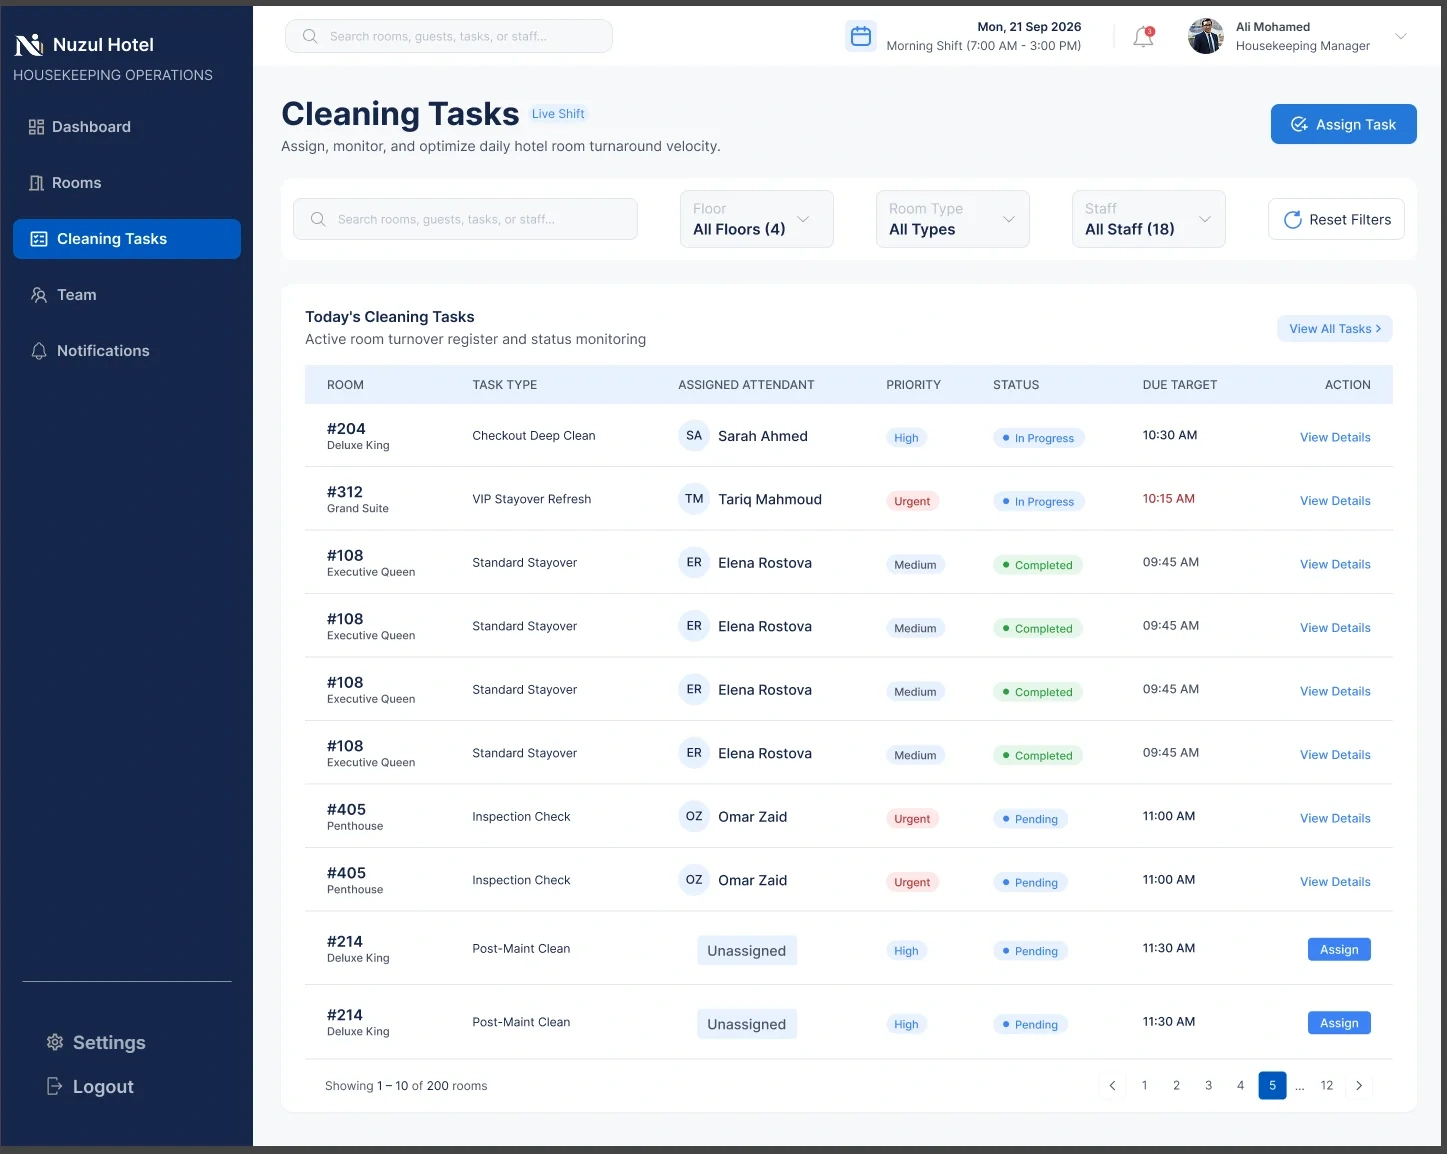 Nuzul Hotel
HOUSEKEEPING OPERATIONS
Dashboard
Rooms
Cleaning Tasks
Team
Notifications
Settings
Logout
Search rooms, guests, tasks, or staff...
Mon, 21 Sep 2026
Morning Shift (7:00 AM - 3:00 PM)
3
Ali Mohamed
Housekeeping Manager
Cleaning Tasks Live Shift
Assign, monitor, and optimize daily hotel room turnaround velocity.
Assign Task
Search rooms, guests, tasks, or staff...
Floor
All Floors (4)
Room Type
All Types
Staff
All Staff (18)
Reset Filters
Today's Cleaning Tasks
Active room turnover register and status monitoring
View All Tasks >
ROOM TASK TYPE ASSIGNED ATTENDANT PRIORITY STATUS DUE TARGET ACTION
#204 Checkout Deep Clean SA Sarah Ahmed High In Progress 10:30 AM View Details
Deluxe King
#312 VIP Stayover Refresh TM Tariq Mahmoud Urgent In Progress 10:15 AM View Details
Grand Suite
#108 Standard Stayover ER Elena Rostova Medium Completed 09:45 AM View Details
Executive Queen
#108 Standard Stayover ER Elena Rostova Medium Completed 09:45 AM View Details
Executive Queen
#108 Standard Stayover ER Elena Rostova Medium Completed 09:45 AM View Details
Executive Queen
#108 Standard Stayover ER Elena Rostova Medium Completed 09:45 AM View Details
Executive Queen
#405 Inspection Check OZ Omar Zaid Urgent Pending 11:00 AM View Details
Penthouse
#405 Inspection Check OZ Omar Zaid Urgent Pending 11:00 AM View Details
Penthouse
#214 Post-Maint Clean Unassigned High Pending 11:30 AM Assign
Deluxe King
#214 Post-Maint Clean Unassigned High Pending 11:30 AM Assign
Deluxe King
Showing 1 – 10 of 200 rooms
< 1 2 3 4 5 ... 12 >